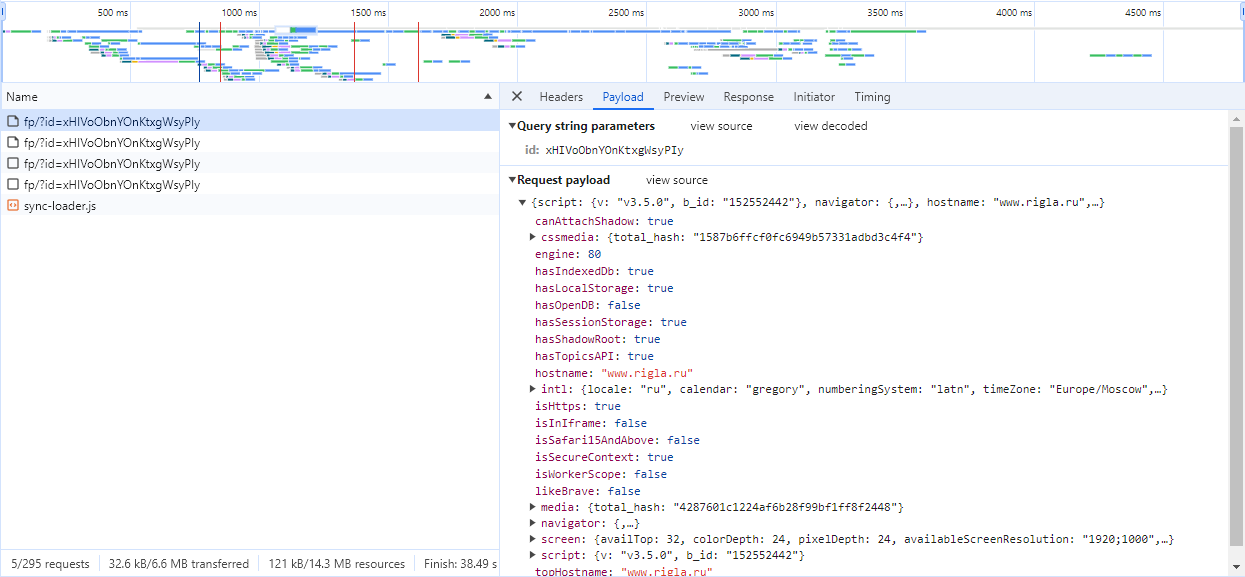 500 ms 1000 ms 1500 ms 2000 ms 2500 ms 3000 ms 3500 ms 4000 ms 4500 ms
Name
fp/?id=xHIVoObnYOnKtxgWsyPIy
fp/?id=xHIVoObnYOnKtxgWsyPIy
fp/?id=xHIVoObnYOnKtxgWsyPIy
fp/?id=xHIVoObnYOnKtxgWsyPIy
sync-loader.js
5/295 requests 32.6 kB/6.6 MB transferred 121 kB/14.3 MB resources Finish: 38.49 s
Headers Payload Preview Response Initiator Timing
▼Query string parameters view source view decoded
id: xHIVoObnYOnKtxgWsyPIy
▼Request payload view source
▼ {script: {v: "v3.5.0", b_id: "152552442"}, navigator: {,…}, hostname: "www.rigla.ru",…}
canAttachShadow: true
▶ cssmedia: {total_hash: "1587b6ffcf0fc6949b57331adbd3c4f4"}
engine: 80
hasIndexedDb: true
hasLocalStorage: true
hasOpenDB: false
hasSessionStorage: true
hasShadowRoot: true
hasTopicsAPI: true
hostname: "www.rigla.ru"
▶ intl: {locale: "ru", calendar: "gregory", numberingSystem: "latn", timeZone: "Europe/Moscow",…}
isHttps: true
isInIframe: false
isSafari15AndAbove: false
isSecureContext: true
isWorkerScope: false
likeBrave: false
▶ media: {total_hash: "4287601c1224af6b28f99bf1ff8f2448"}
▶ navigator: {,…}
▶ screen: {availTop: 32, colorDepth: 24, pixelDepth: 24, availableScreenResolution: "1920;1000",…}
▶ script: {v: "v3.5.0", b_id: "152552442"}
topHostname: "www.rigla.ru"